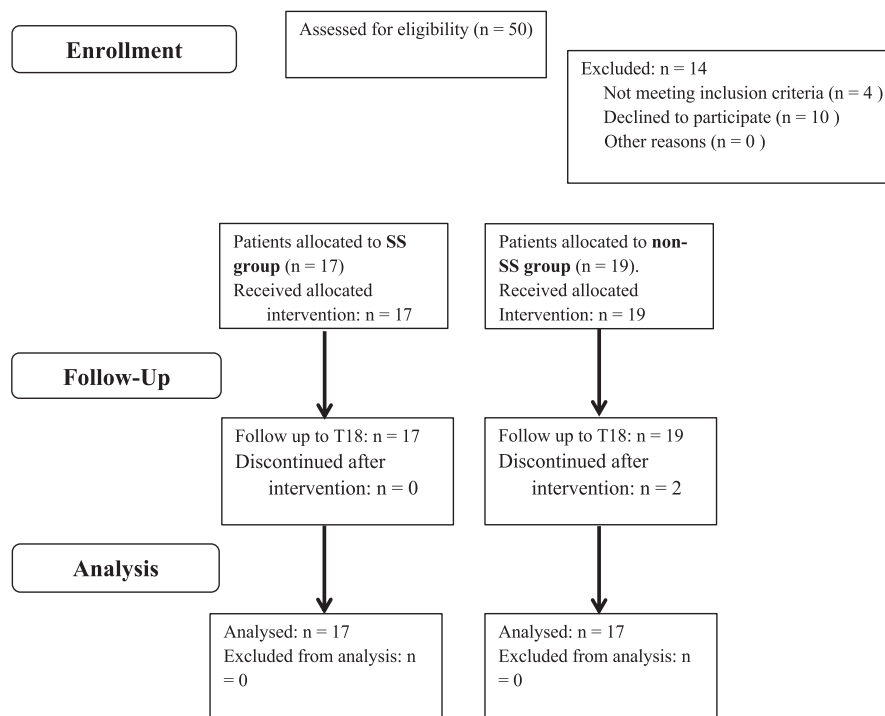 Enrollment
Assessed for eligibility (n = 50)
Excluded: n = 14
Not meeting inclusion criteria (n = 4 )
Declined to participate (n = 10 )
Other reasons (n = 0 )
Patients allocated to SS
group (n = 17)
Received allocated
intervention: n = 17
Patients allocated to non-
SS group (n = 19).
Received allocated
Intervention: n = 19
Follow-Up
Follow up to T18: n = 17
Discontinued after
intervention: n = 0
Follow up to T18: n = 19
Discontinued after
intervention: n = 2
Analysis
Analysed: n = 17
Excluded from analysis: n
= 0
Analysed: n = 17
Excluded from analysis: n
= 0